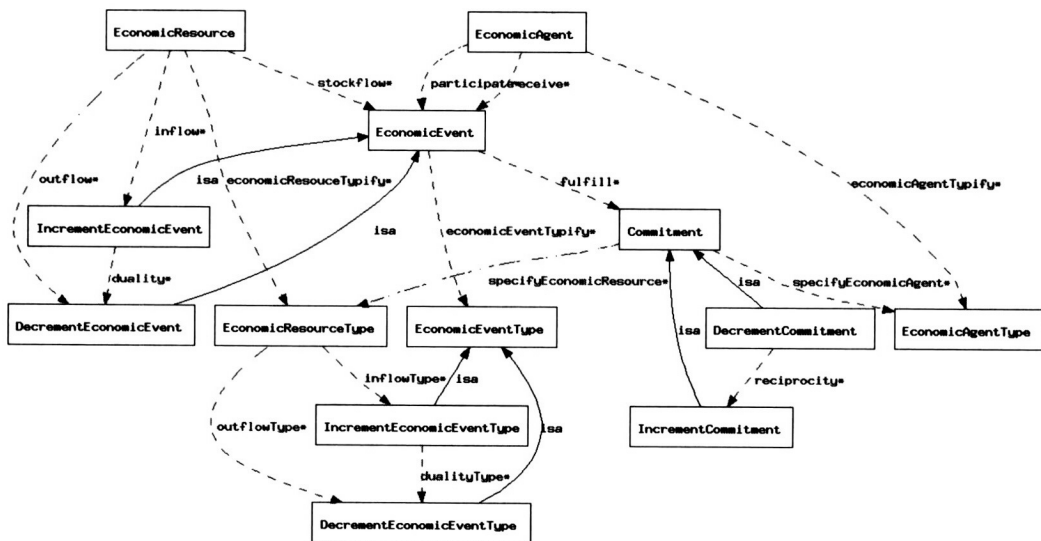 EconomicResource
EconomicAgent
stockflow*
participate*
receive*
EconomicEvent
inflow*
outflow*
isa
economicResouceTypify*
fulfill*
economicAgentTypify*
IncrementEconomicEvent
isa
economicEventTypify*
Commitment
duality*
specifyEconomicResource*
isa
specifyEconomicAgent*
DecrementEconomicEvent
EconomicResourceType
EconomicEventType
isa
DecrementCommitment
EconomicAgentType
inflowType*
isa
reciprocity*
outflowType*
IncrementEconomicEventType
isa
IncrementCommitment
dualityType*
DecrementEconomicEventType